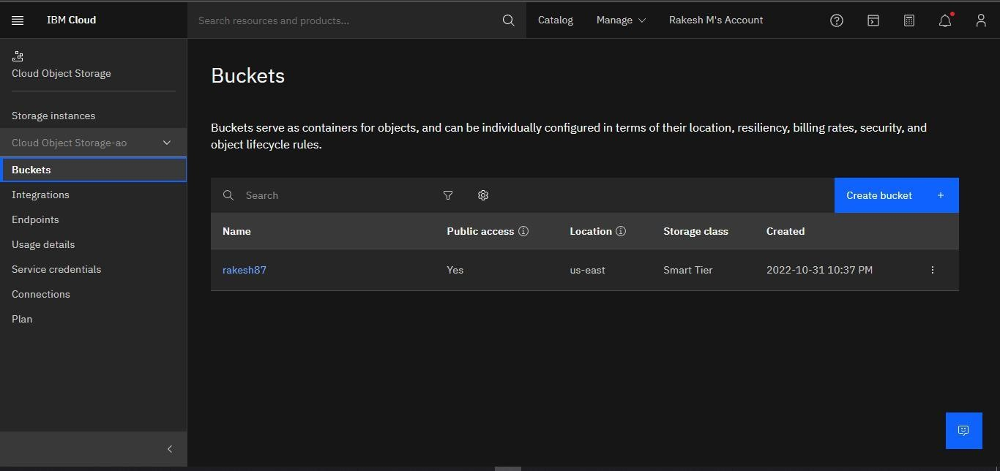 IBM Cloud
Search resources and products...
Catalog
Manage
Rakesh M's Account
Cloud Object Storage
Storage instances
Cloud Object Storage-ao
Buckets
Integrations
Endpoints
Usage details
Service credentials
Connections
Plan
Buckets
Buckets serve as containers for objects, and can be individually configured in terms of their location, resiliency, billing rates, security, and
object lifecycle rules.
Search
Create bucket +
Name Public access Location Storage class Created
rakesh87 Yes us-east Smart Tier 2022-10-31 10:37 PM